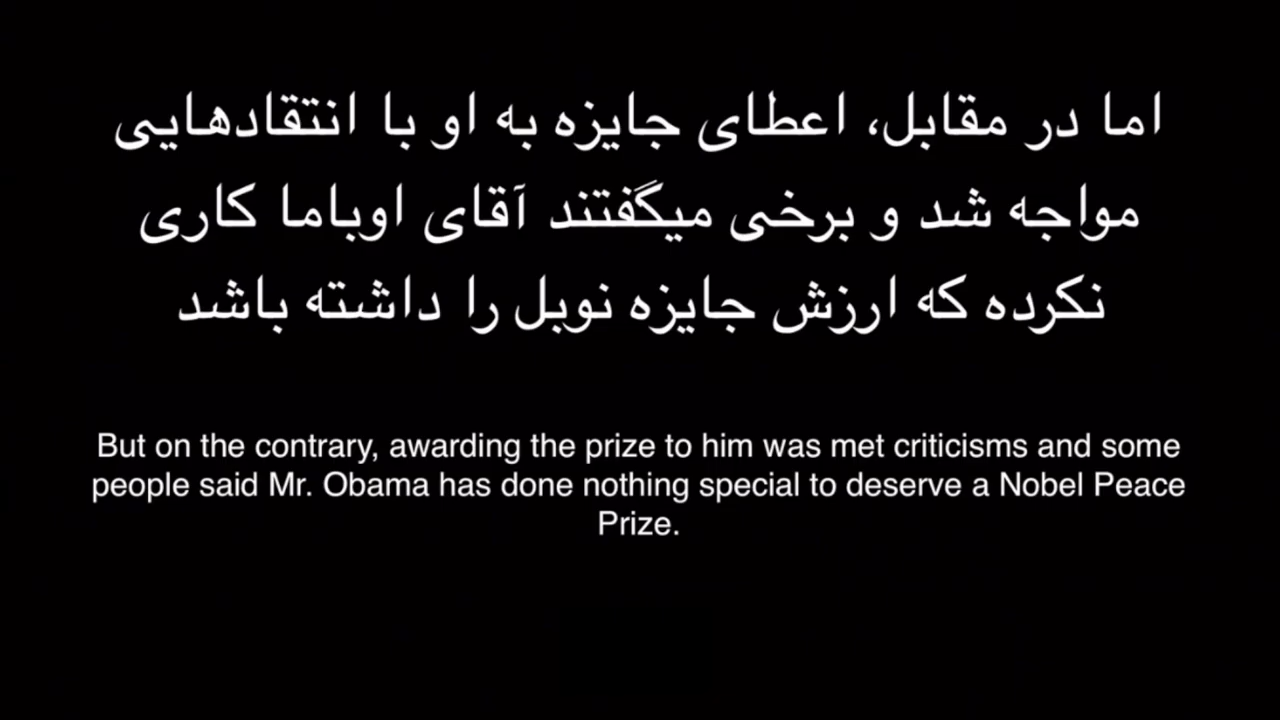 اما در مقابل، اعطای جایزه به او با انتقادهایی
مواجه شد و برخی میگفتند آقای اوباما کاری
نکرده که ارزش جایزه نوبل را داشته باشد
But on the contrary, awarding the prize to him was met criticisms and some
people said Mr. Obama has done nothing special to deserve a Nobel Peace
Prize.